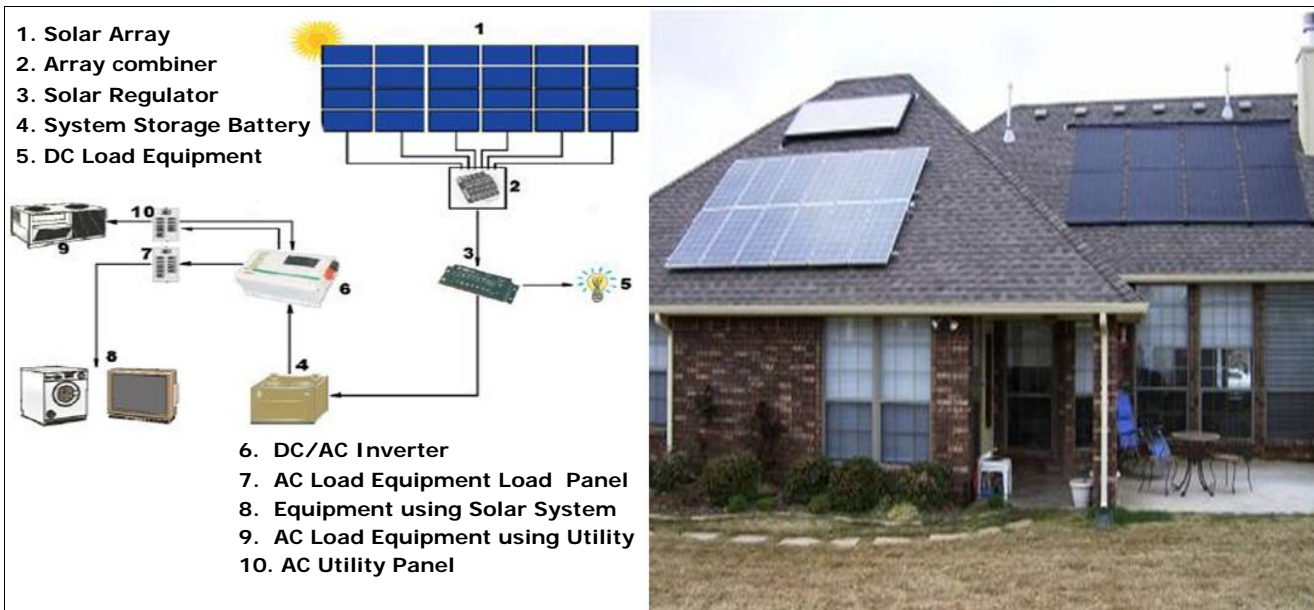 1. Solar Array
2. Array combiner
3. Solar Regulator
4. System Storage Battery
5. DC Load Equipment
1
2
3
5
10
9
7
6
8
4
6. DC/AC Inverter
7. AC Load Equipment Load Panel
8. Equipment using Solar System
9. AC Load Equipment using Utility
10. AC Utility Panel